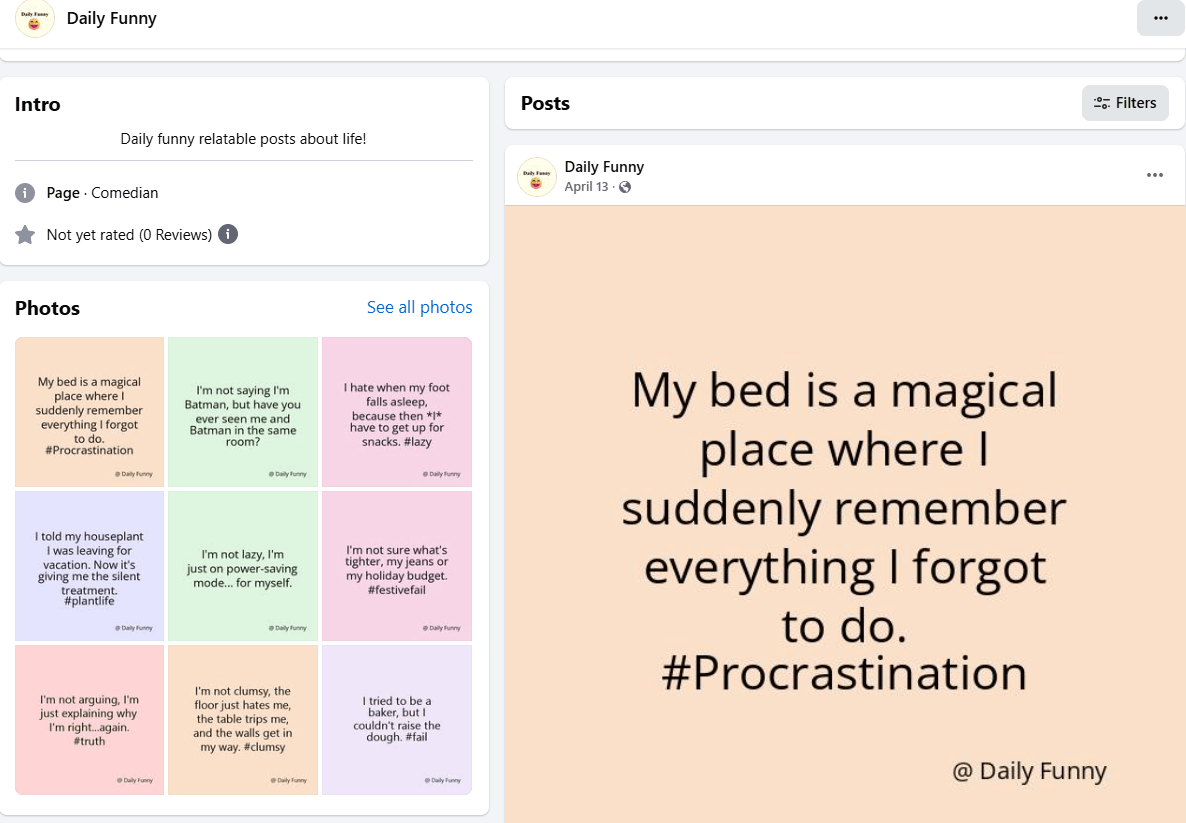 Daily Funny
Daily Funny
Intro
Daily funny relatable posts about life!
Page · Comedian
Not yet rated (0 Reviews)
Photos
See all photos
My bed is a magical
place where I
suddenly remember
everything I forgot
to do.
#Procrastination
@ Daily Funny
I'm not saying I'm
Batman, but have you
ever seen me and
Batman in the same
room?
@ Daily Funny
I hate when my foot
falls asleep,
because then *I*
have to get up for
snacks. #lazy
@ Daily Funny
I told my houseplant
I was leaving for
vacation. Now it's
giving me the silent
treatment.
#plantlife
@ Daily Funny
I'm not lazy, I'm
just on power-saving
mode... for myself.
@ Daily Funny
I'm not sure what's
tighter, my jeans or
my holiday budget.
#festivefail
@ Daily Funny
I'm not arguing, I'm
just explaining why
I'm right...again.
#truth
@ Daily Funny
I'm not clumsy, the
floor just hates me,
the table trips me,
and the walls get in
my way. #clumsy
@ Daily Funny
I tried to be a
baker, but I
couldn't raise the
dough. #fail
@ Daily Funny
Posts
Filters
Daily Funny
Daily Funny
April 13 ·
My bed is a magical
place where I
suddenly remember
everything I forgot
to do.
#Procrastination
@ Daily Funny